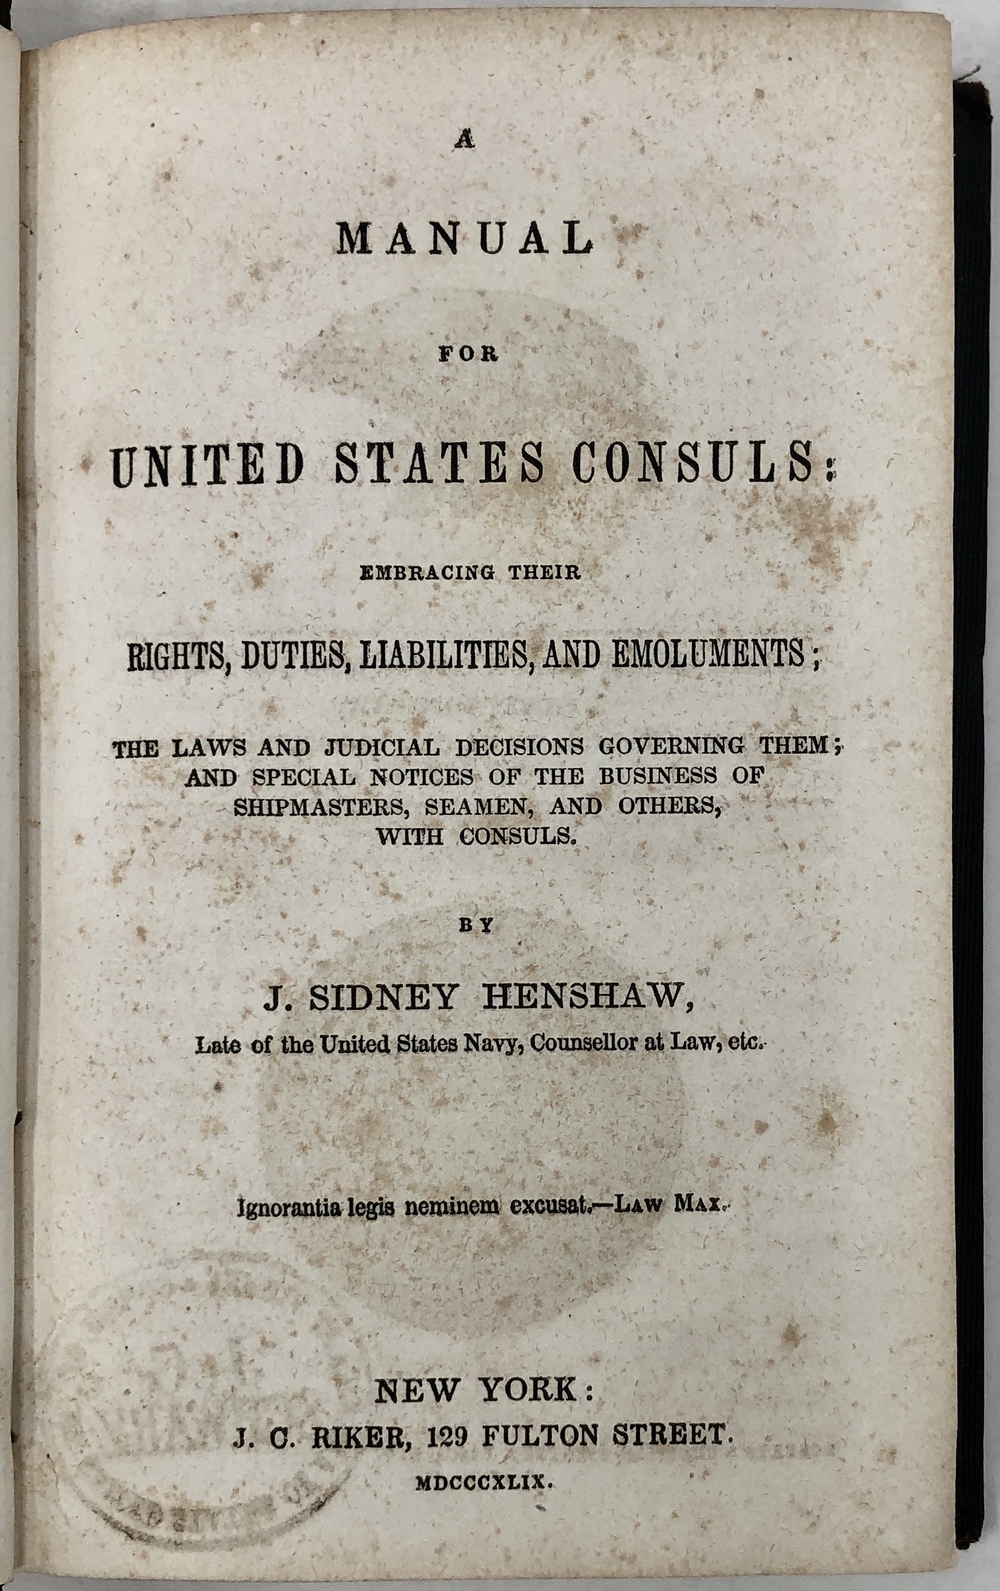 A
MANUAL
FOR
UNITED STATES CONSULS:
EMBRACING THEIR
RIGHTS, DUTIES, LIABILITIES, AND EMOLUMENTS;
THE LAWS AND JUDICIAL DECISIONS GOVERNING THEM;
AND SPECIAL NOTICES OF THE BUSINESS OF
SHIPMASTERS, SEAMEN, AND OTHERS,
WITH CONSULS.
BY
J. SIDNEY HENSHAW,
Late of the United States Navy, Counsellor at Law, etc.
Ignorantia legis neminem excusat.—LAW MAX.
NEW YORK:
J. C. RIKER, 129 FULTON STREET.
MDCCCXLIX.